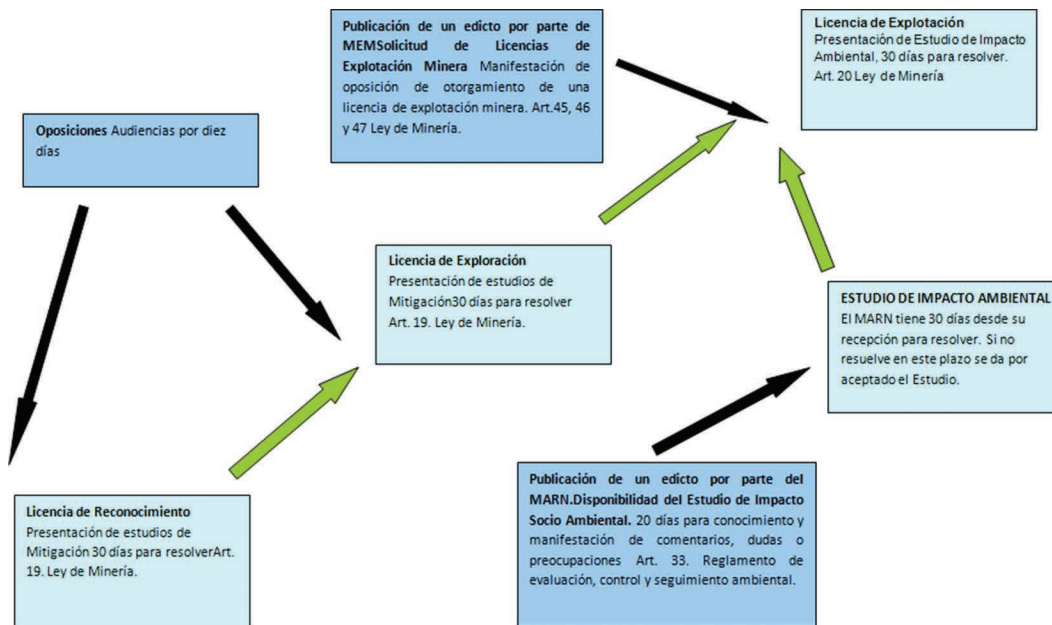 Publicación de un edicto por parte de
MEMSolicitud de Licencias de
Explotación Minera Manifestación de
oposición de otorgamiento de una
licencia de explotación minera. Art.45, 46
y 47 Ley de Minería.
Licencia de Explotación
Presentación de Estudio de Impacto
Ambiental, 30 días para resolver.
Art. 20 Ley de Minería
Oposiciones Audiencias por diez
días
Licencia de Exploración
Presentación de estudios de
Mitigación30 días para resolver
Art. 19. Ley de Minería.
ESTUDIO DE IMPACTO AMBIENTAL
El MARN tiene 30 días desde su
recepción para resolver. Si no
resuelve en este plazo se da por
aceptado el Estudio.
Licencia de Reconocimiento
Presentación de estudios de
Mitigación 30 días para resolverArt.
19. Ley de Minería.
Publicación de un edicto por parte del
MARN.Disponibilidad del Estudio de Impacto
Socio Ambiental. 20 días para conocimiento y
manifestación de comentarios, dudas o
preocupaciones Art. 33. Reglamento de
evaluación, control y seguimiento ambiental.